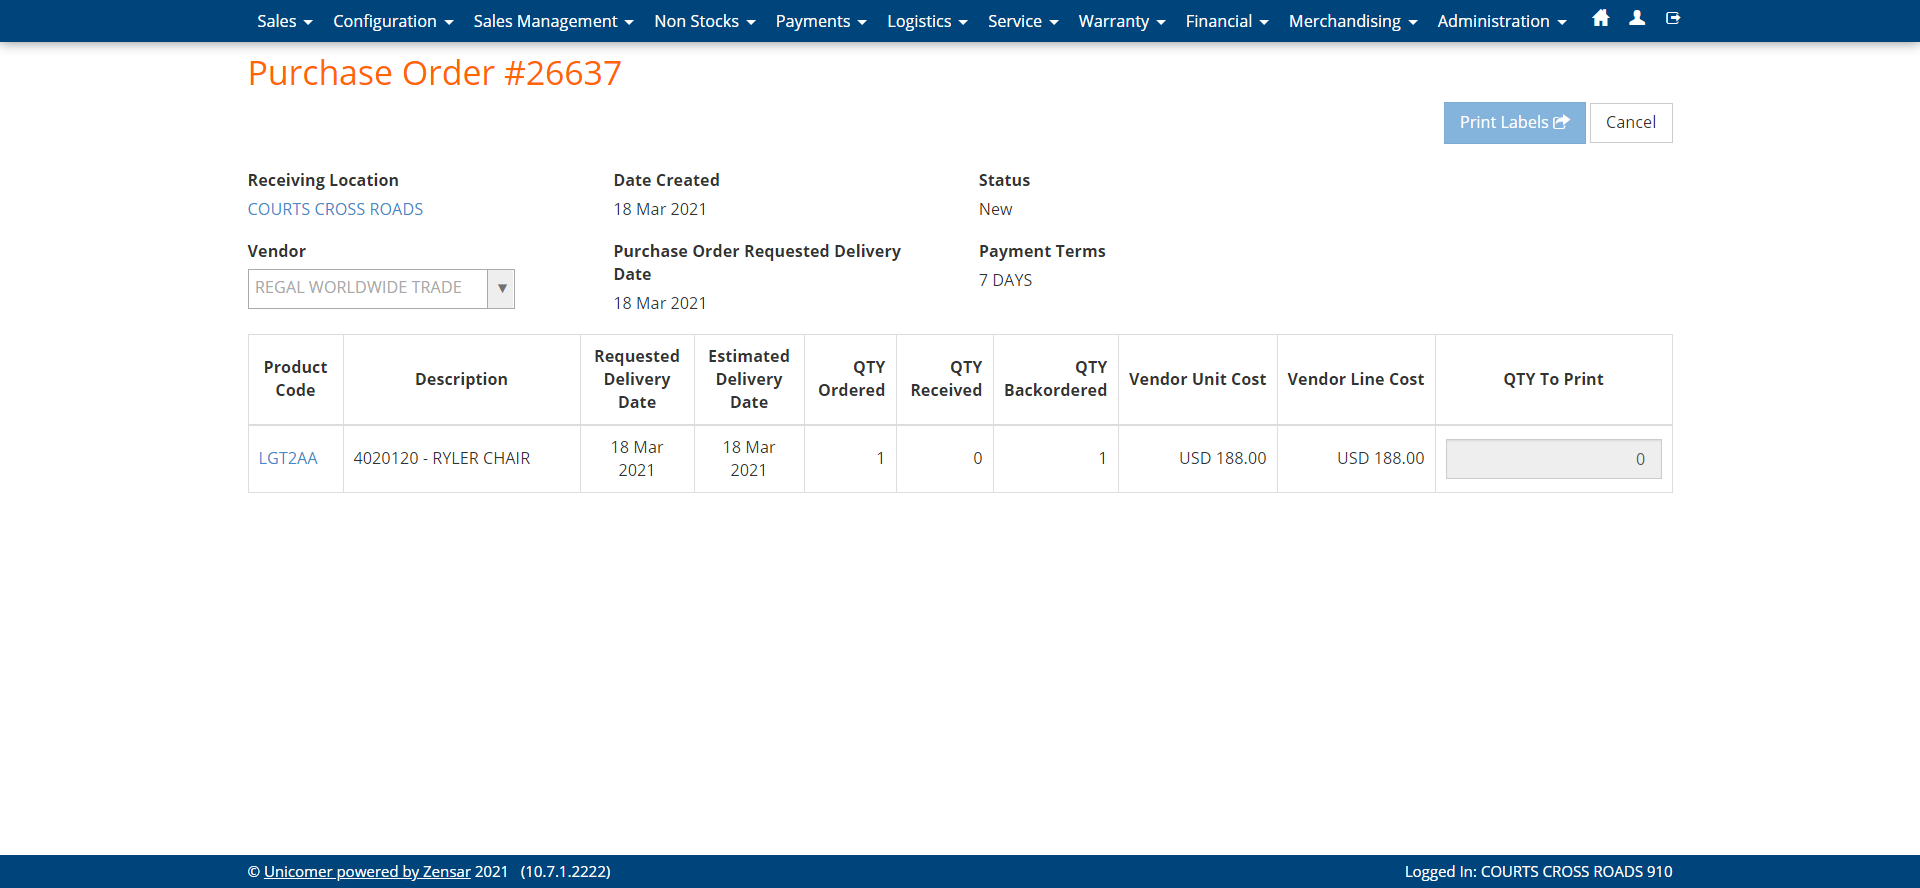 Sales Configuration Sales Management Non Stocks Payments Logistics Service Warranty Financial Merchandising Administration
Purchase Order #26637
Print Labels Cancel
Receiving Location
COURTS CROSS ROADS
Date Created
18 Mar 2021
Status
New
Vendor
REGAL WORLDWIDE TRADE
Purchase Order Requested Delivery
Date
18 Mar 2021
Payment Terms
7 DAYS
Product
Code
Description
Requested
Delivery
Date
Estimated
Delivery
Date
QTY
Ordered
QTY
Received
QTY
Backordered
Vendor Unit Cost
Vendor Line Cost
QTY To Print
LGT2AA
4020120 - RYLER CHAIR
18 Mar
2021
18 Mar
2021
1
0
1
USD 188.00
USD 188.00
0
© Unicomer powered by Zensar 2021 (10.7.1.2222)
Logged In: COURTS CROSS ROADS 910